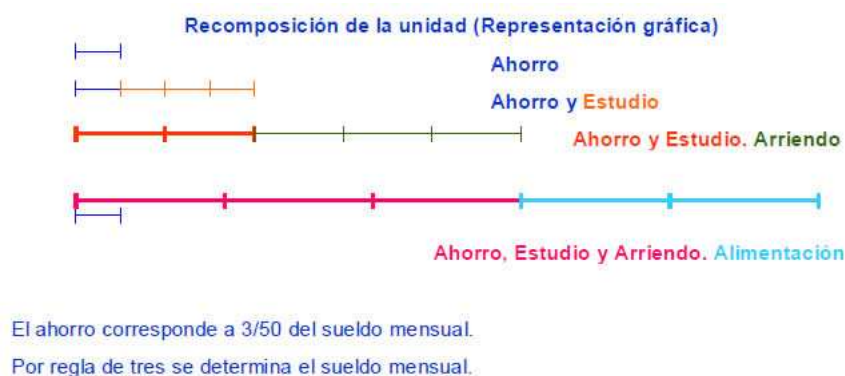 Recomposición de la unidad (Representación gráfica)
Ahorro
Ahorro y Estudio
Ahorro y Estudio. Arriendo
Ahorro, Estudio y Arriendo. Alimentación
El ahorro corresponde a 3/50 del sueldo mensual.
Por regla de tres se determina el sueldo mensual.